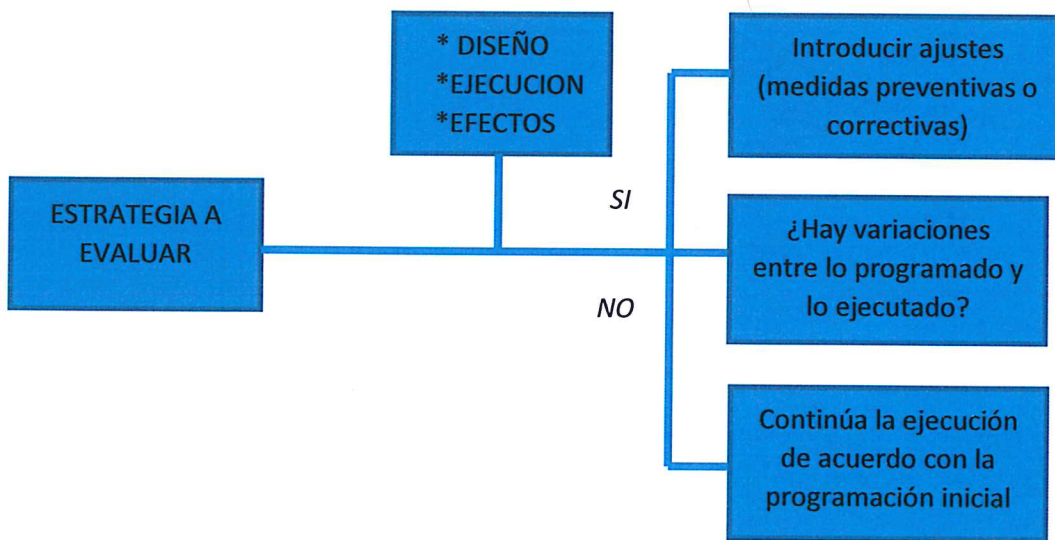 * DISEÑO
*EJECUCION
*EFECTOS
Introducir ajustes
(medidas preventivas o
correctivas)
ESTRATEGIA A
EVALUAR
SI
¿Hay variaciones
entre lo programado y
lo ejecutado?
NO
Continúa la ejecución
de acuerdo con la
programación inicial